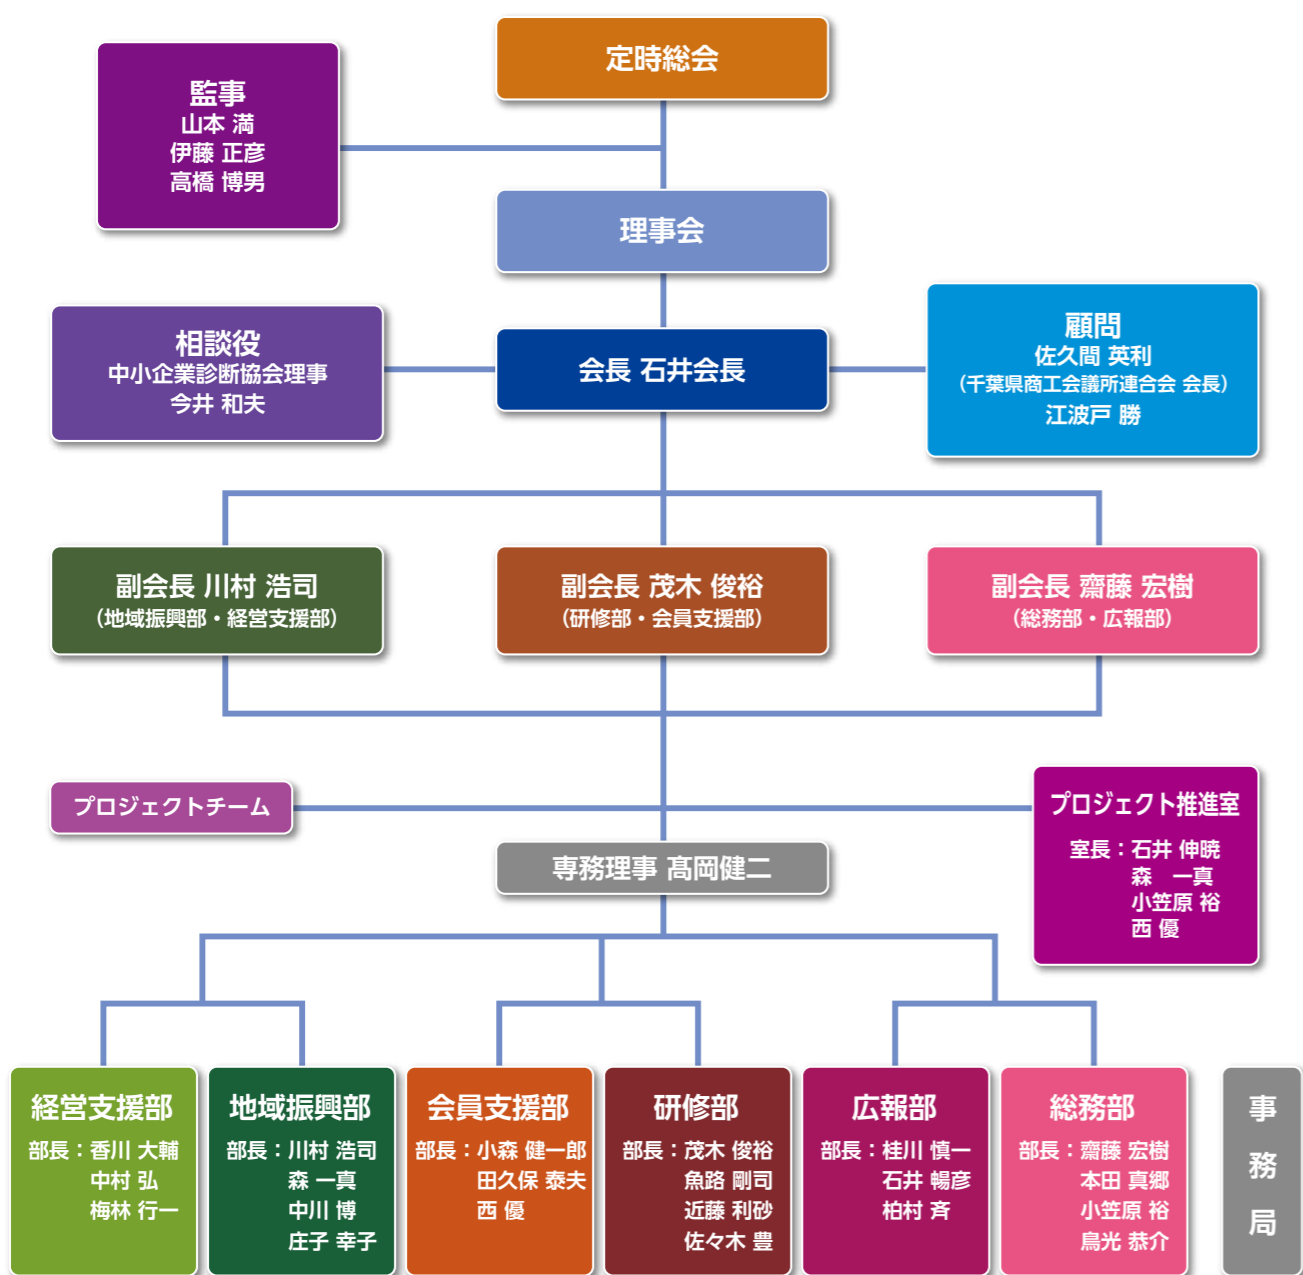 定時総会
監事
山本 満
伊藤 正彦
高橋 博男
理事会
相談役
中小企業診断協会理事
今井 和夫
会長 石井会長
顧問
佐久間 英利
（千葉県商工会議所連合会 会長）
江波戸 勝
副会長 川村 浩司
（地域振興部・経営支援部）
副会長 茂木 俊裕
（研修部・会員支援部）
副会長 齋藤 宏樹
（総務部・広報部）
プロジェクトチーム
プロジェクト推進室
室長：石井 伸暁
森　一真
小笠原 裕
西 優
専務理事 髙岡健二
経営支援部
部長：香川 大輔
中村 弘
梅林 行一
地域振興部
部長：川村 浩司
森 一真
中川 博
庄子 幸子
会員支援部
部長：小森 健一郎
田久保 泰夫
西 優
研修部
部長：茂木 俊裕
魚路 剛司
近藤 利砂
佐々木 豊
広報部
部長：桂川 慎一
石井 暢彦
柏村 斉
総務部
部長：齋藤 宏樹
本田 真郷
小笠原 裕
鳥光 恭介
事務局